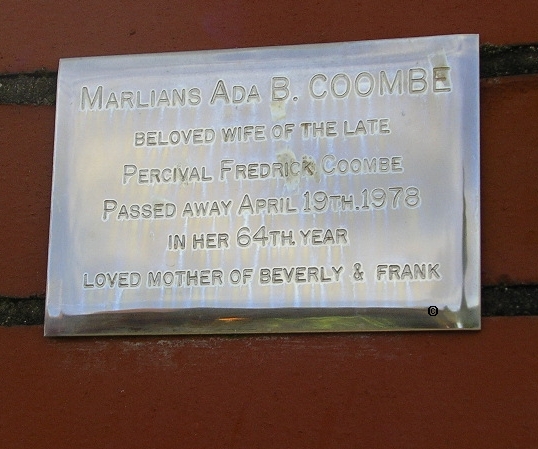 MARLIANS ADA B. COOMBE
BELOVED WIFE OF THE LATE
PERCIVAL FREDRICK COOMBE
PASSED AWAY APRIL 19TH.1978
IN HER 64TH.YEAR
LOVED MOTHER OF BEVERLY & FRANK